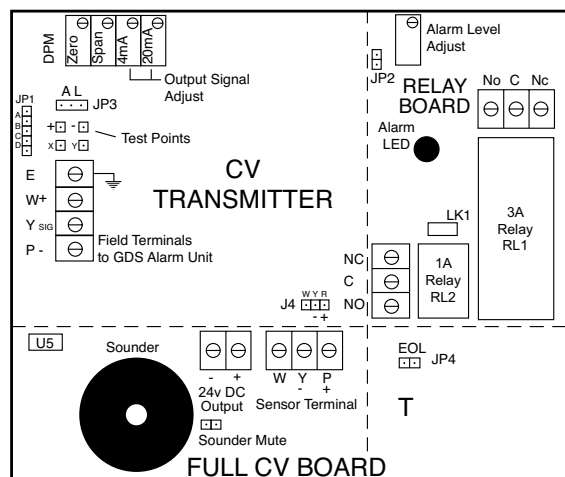 DPM
Zero
Span
4mA
20mA
Output Signal
Adjust
Alarm Level
Adjust
JP2
RELAY
BOARD
No C Nc
JP1
A
B
C
D
A L
JP3
+ -
X Y
Test Points
Alarm
LED
CV
TRANSMITTER
E
W+
Y SIG
P -
Field Terminals
to GDS Alarm Unit
LK1
3A
Relay
RL1
NC
C
NO
1A
Relay
RL2
J4
W Y R
- +
U5
Sounder
- +
24v DC
Output
W Y P
- +
Sensor Terminal
Sounder Mute
EOL
JP4
T
FULL CV BOARD